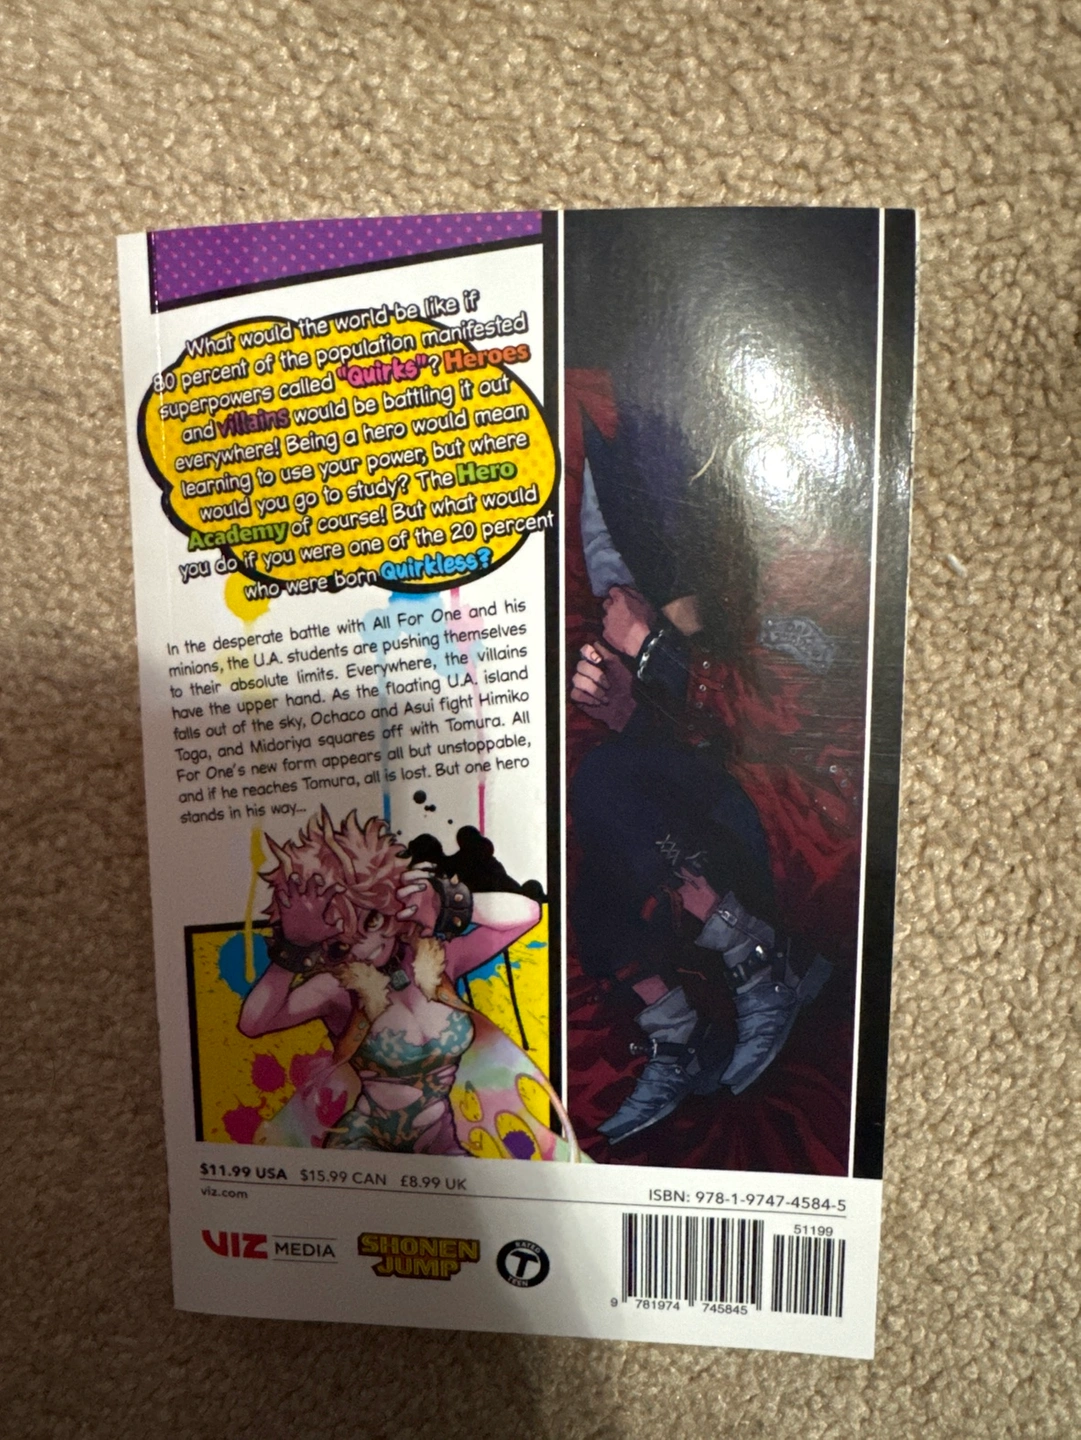 What would the world be like if
80 percent of the population manifested
superpowers called "Quirks"? Heroes
and villains would be battling it out
everywhere! Being a hero would mean
learning to use your power, but where
would you go to study? The Hero
Academy of course! But what would
you do if you were one of the 20 percent
who were born Quirkless?
In the desperate battle with All For One and his
minions, the U.A. students are pushing themselves
to their absolute limits. Everywhere, the villains
have the upper hand. As the floating U.A. island
falls out of the sky, Ochaco and Asui fight Himiko
Toga, and Midoriya squares off with Tomura. All
For One's new form appears all but unstoppable,
and if he reaches Tomura, all is lost. But one hero
stands in his way...
$11.99 USA $15.99 CAN £8.99 UK
viz.com
ISBN: 978-1-9747-4584-5
51199
VIZ MEDIA
SHONEN
JUMP
RATED
T
TEEN
9 781974 745845